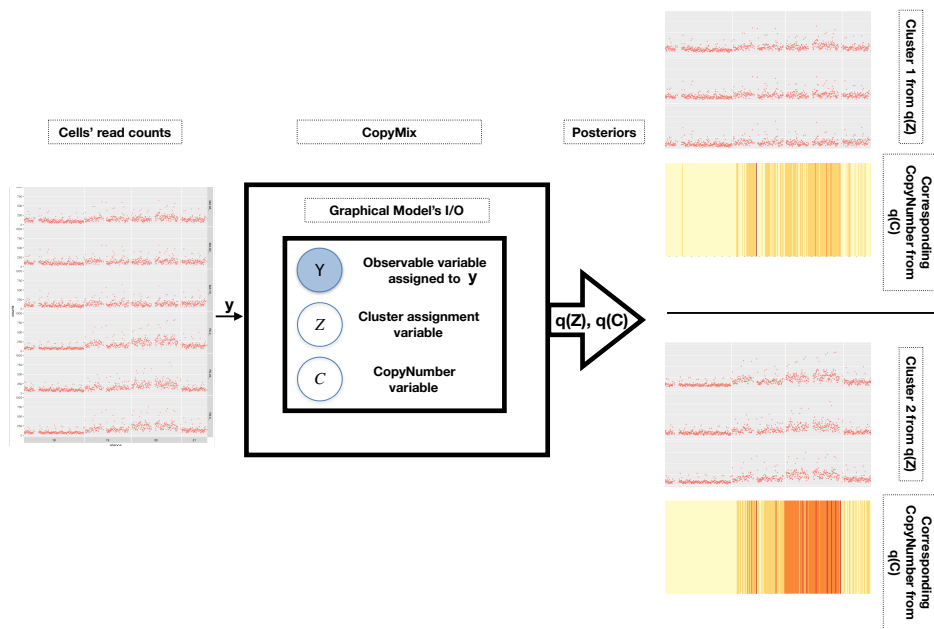 Cells' read counts
CopyMix
Posteriors
Graphical Model's I/O
Y
Observable variable
assigned to y
Z
Cluster assignment
variable
C
CopyNumber
variable
y
q(Z), q(C)
Cluster 1 from q(Z)
Corresponding
CopyNumber from
q(C)
Cluster 2 from q(Z)
Corresponding
CopyNumber from
q(C)